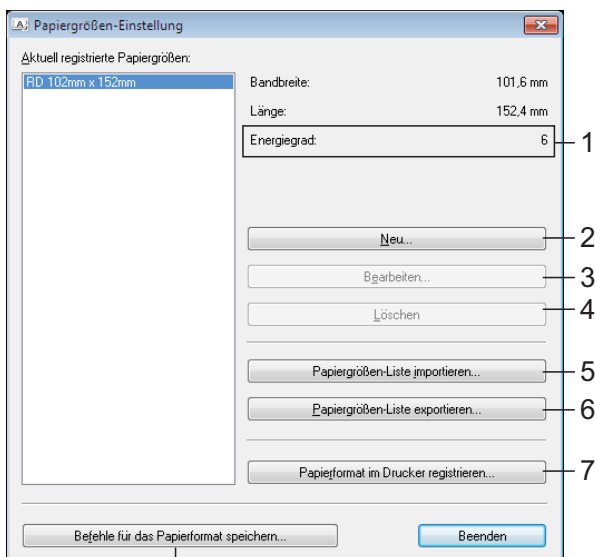 Papiergrößen-Einstellung
Aktuell registrierte Papiergrößen:
RD 102mm x 152mm
Bandbreite: 101,6 mm
Länge: 152,4 mm
Energiegrad: 6
1
Neu...
2
Bearbeiten...
3
Löschen
4
Papiergrößen-Liste importieren...
5
Papiergrößen-Liste exportieren...
6
Papierformat im Drucker registrieren...
7
Befehle für das Papierformat speichern...
Beenden